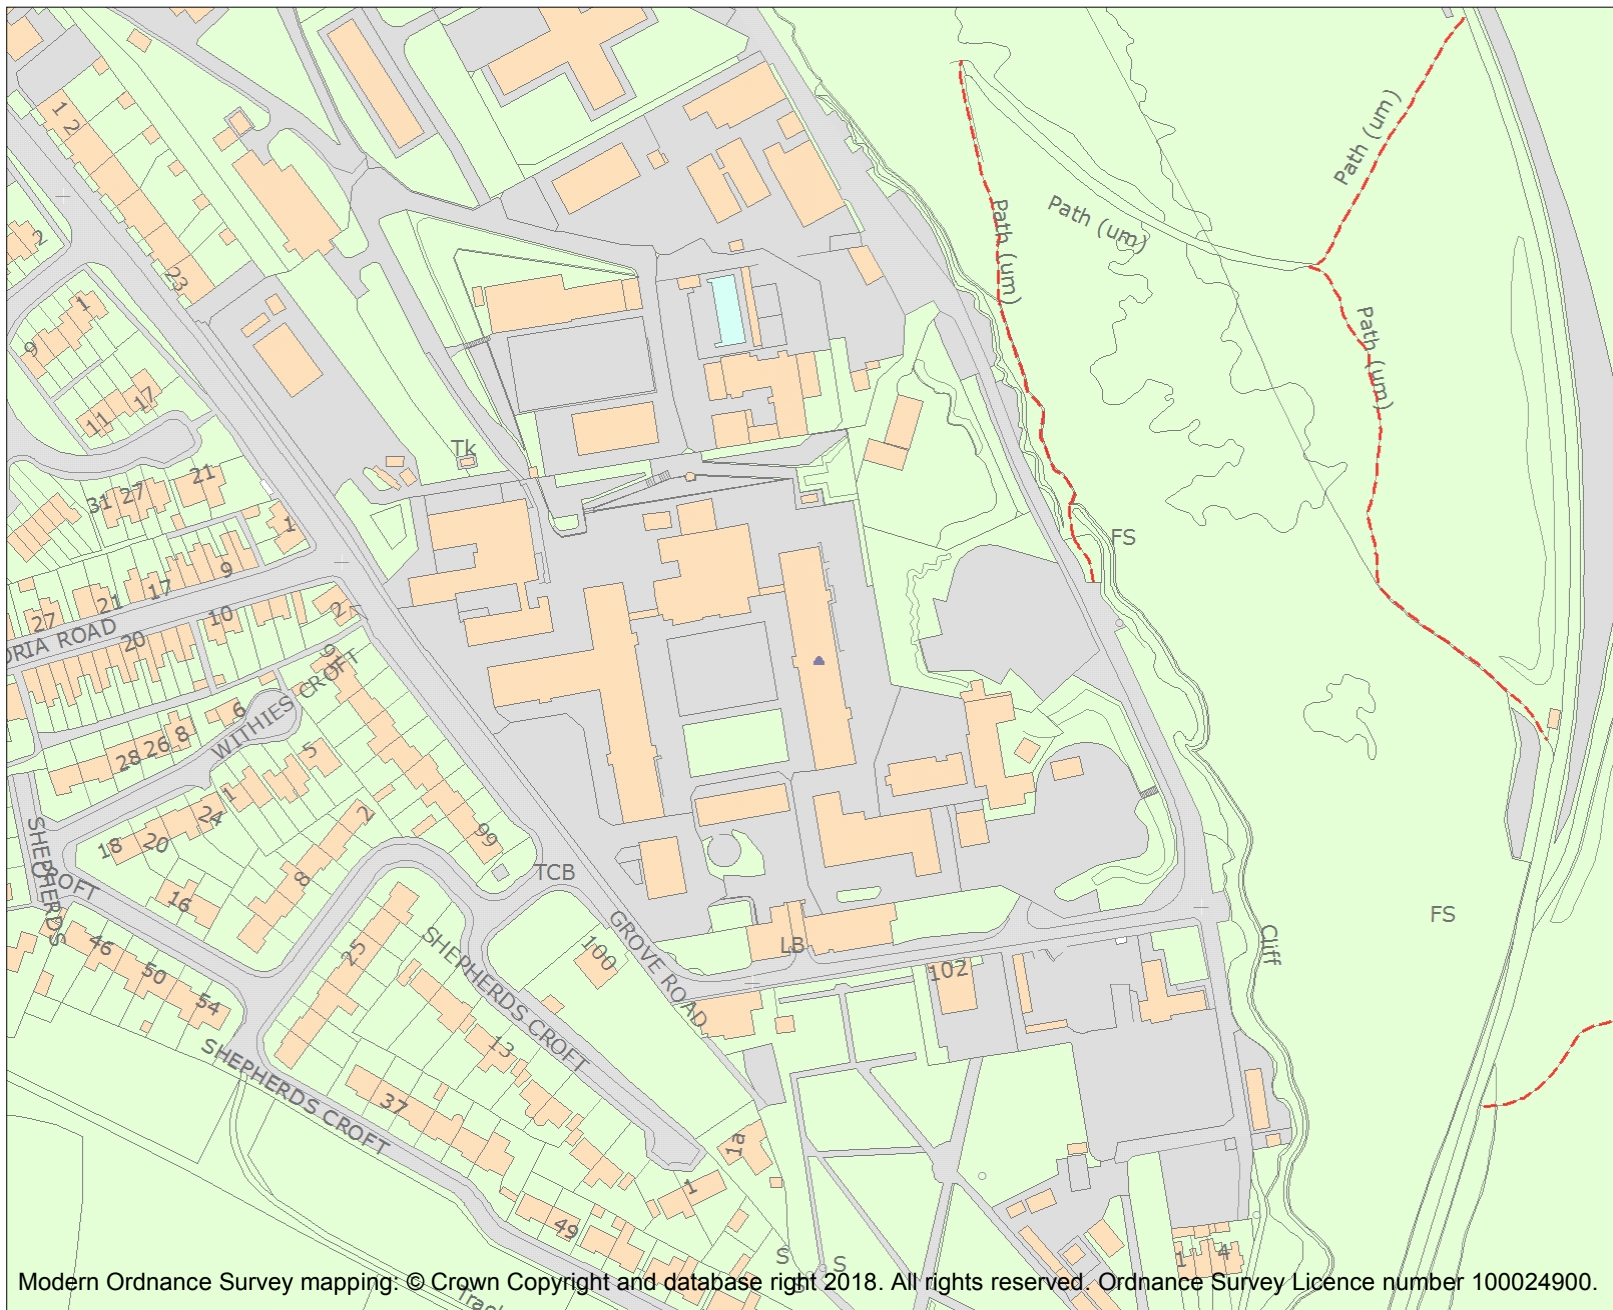 1 2
Path (um)
Path (um)
Path (um)
Path (um)
2
23
1
9
17
11
Tk
21
31 27
1
FS
9
17
21
27
2
10
20
ORIA ROAD
9
WITHIES CROFT
6
8
26
28
5
1
2
24
20
18
99
8
16
SHEPHERDS
CROFT
TCB
GROVE ROAD
LB
100
102
Cliff
FS
25
46
50
54
SHEPHERDS CROFT
13
SHEPHERDS CROFT
37
1a
1
49
S
S
S
1
4
Track
Modern Ordnance Survey mapping: © Crown Copyright and database right 2018. All rights reserved. Ordnance Survey Licence number 100024900.